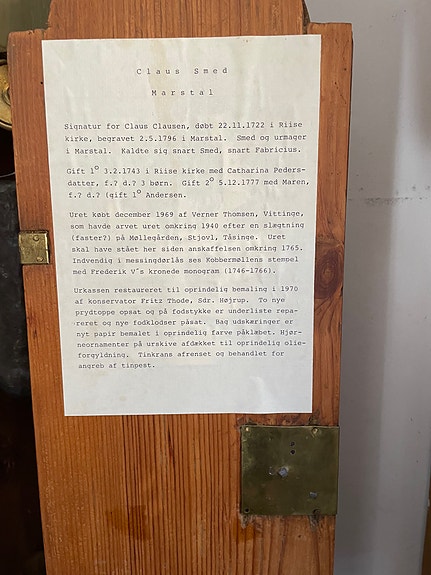 Claus Smed
Marstal
Signatur for Claus Clausen, døbt 22.11.1722 i Riise
kirke, begravet 2.5.1796 i Marstal. Smed og urmager
i Marstal. Kaldte sig snart Smed, snart Fabricius.
Gift 1° 3.2.1743 i Riise kirke med Catharina Peders-
datter, f.? d.? 3 børn. Gift 2° 5.12.1777 med Maren,
f.? d.? (gift 1° Andersen.
Uret købt december 1969 af Verner Thomsen, Vittinge,
som havde arvet uret omkring 1940 efter en slægtning
(faster?) på Møllegården, Stjovl, Tåsinge. Uret
skal have stået her siden anskaffelsen omkring 1765.
Indvendig i messingdørlås ses Kobbermøllens stempel
med Frederik V´s kronede monogram (1746-1766).
Urkassen restaureret til oprindelig bemaling i 1970
af konservator Fritz Thode, Sdr. Højrup. To nye
prydtoppe opsat og på fodstykke er underliste repa-
reret og nye fodklodser påsat. Bag udskæringer er
nyt papir bemalet i oprindelig farve påklæbet. Hjør-
neornamenter på urskive afdækket til oprindelig olie-
forgyldning. Tinkrans afrenset og behandlet for
angreb af tinpest.